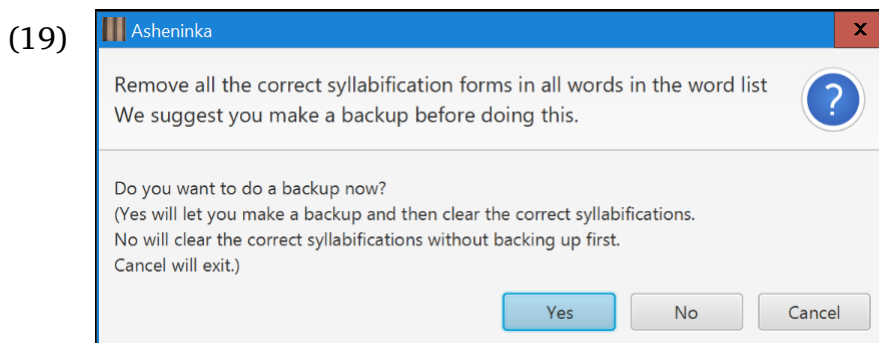 (19)
Asheninka
x
Remove all the correct syllabification forms in all words in the word list
We suggest you make a backup before doing this.
?
Do you want to do a backup now?
(Yes will let you make a backup and then clear the correct syllabifications.
No will clear the correct syllabifications without backing up first.
Cancel will exit.)
Yes No Cancel